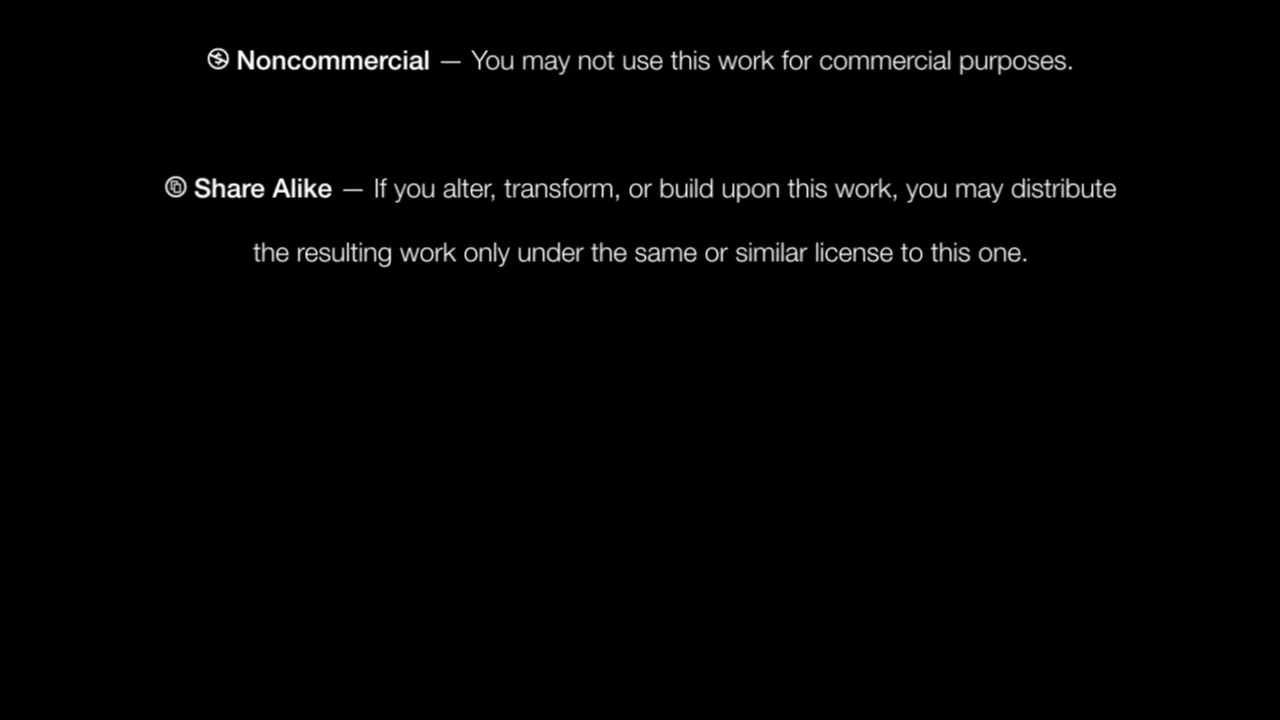 Noncommercial — You may not use this work for commercial purposes.
Share Alike — If you alter, transform, or build upon this work, you may distribute
the resulting work only under the same or similar license to this one.